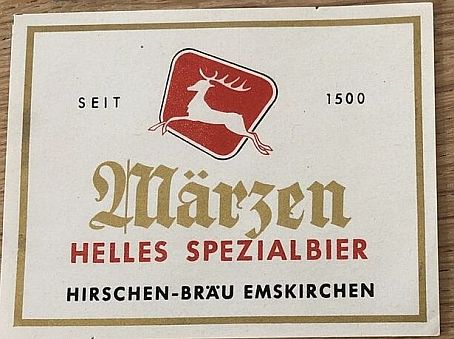 SEIT 1500
Märzen
HELLES SPEZIALBIER
HIRSCHEN-BRÄU EMSKIRCHEN